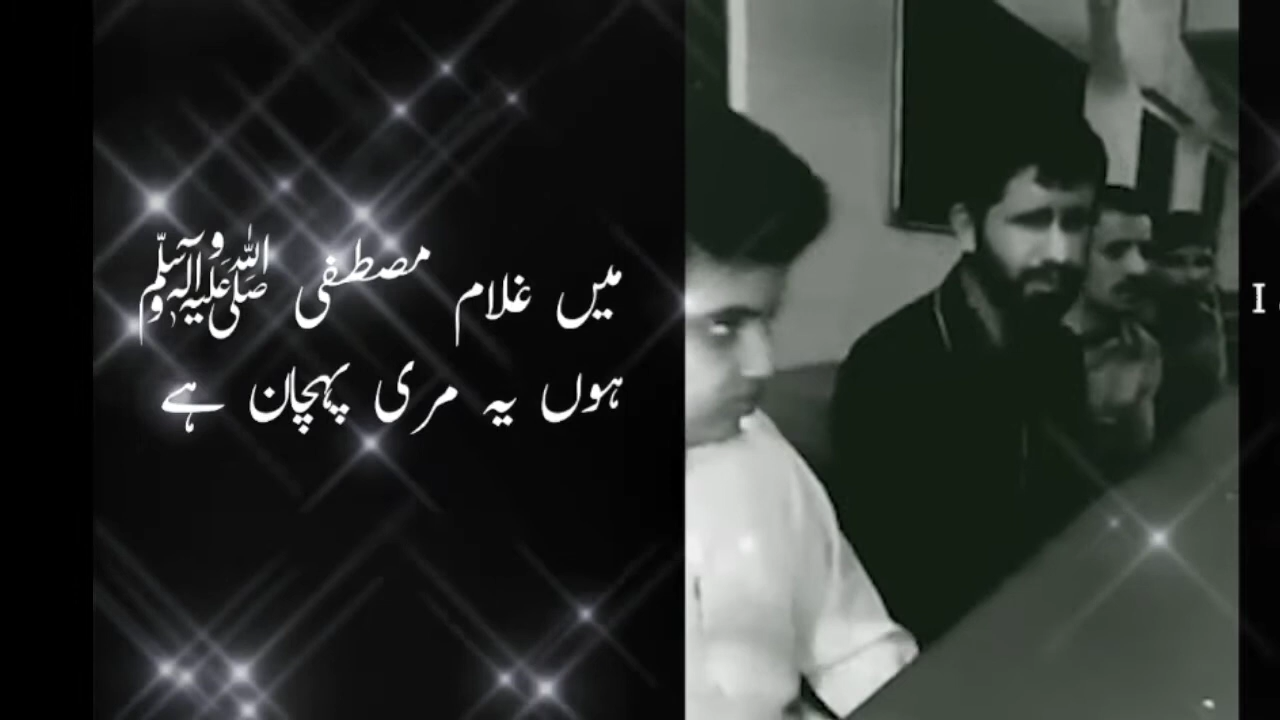 میں غلام مصطفی صلی اللہ علیہ وآلہ وسلم
ہوں یہ مری پہچان ہے
I